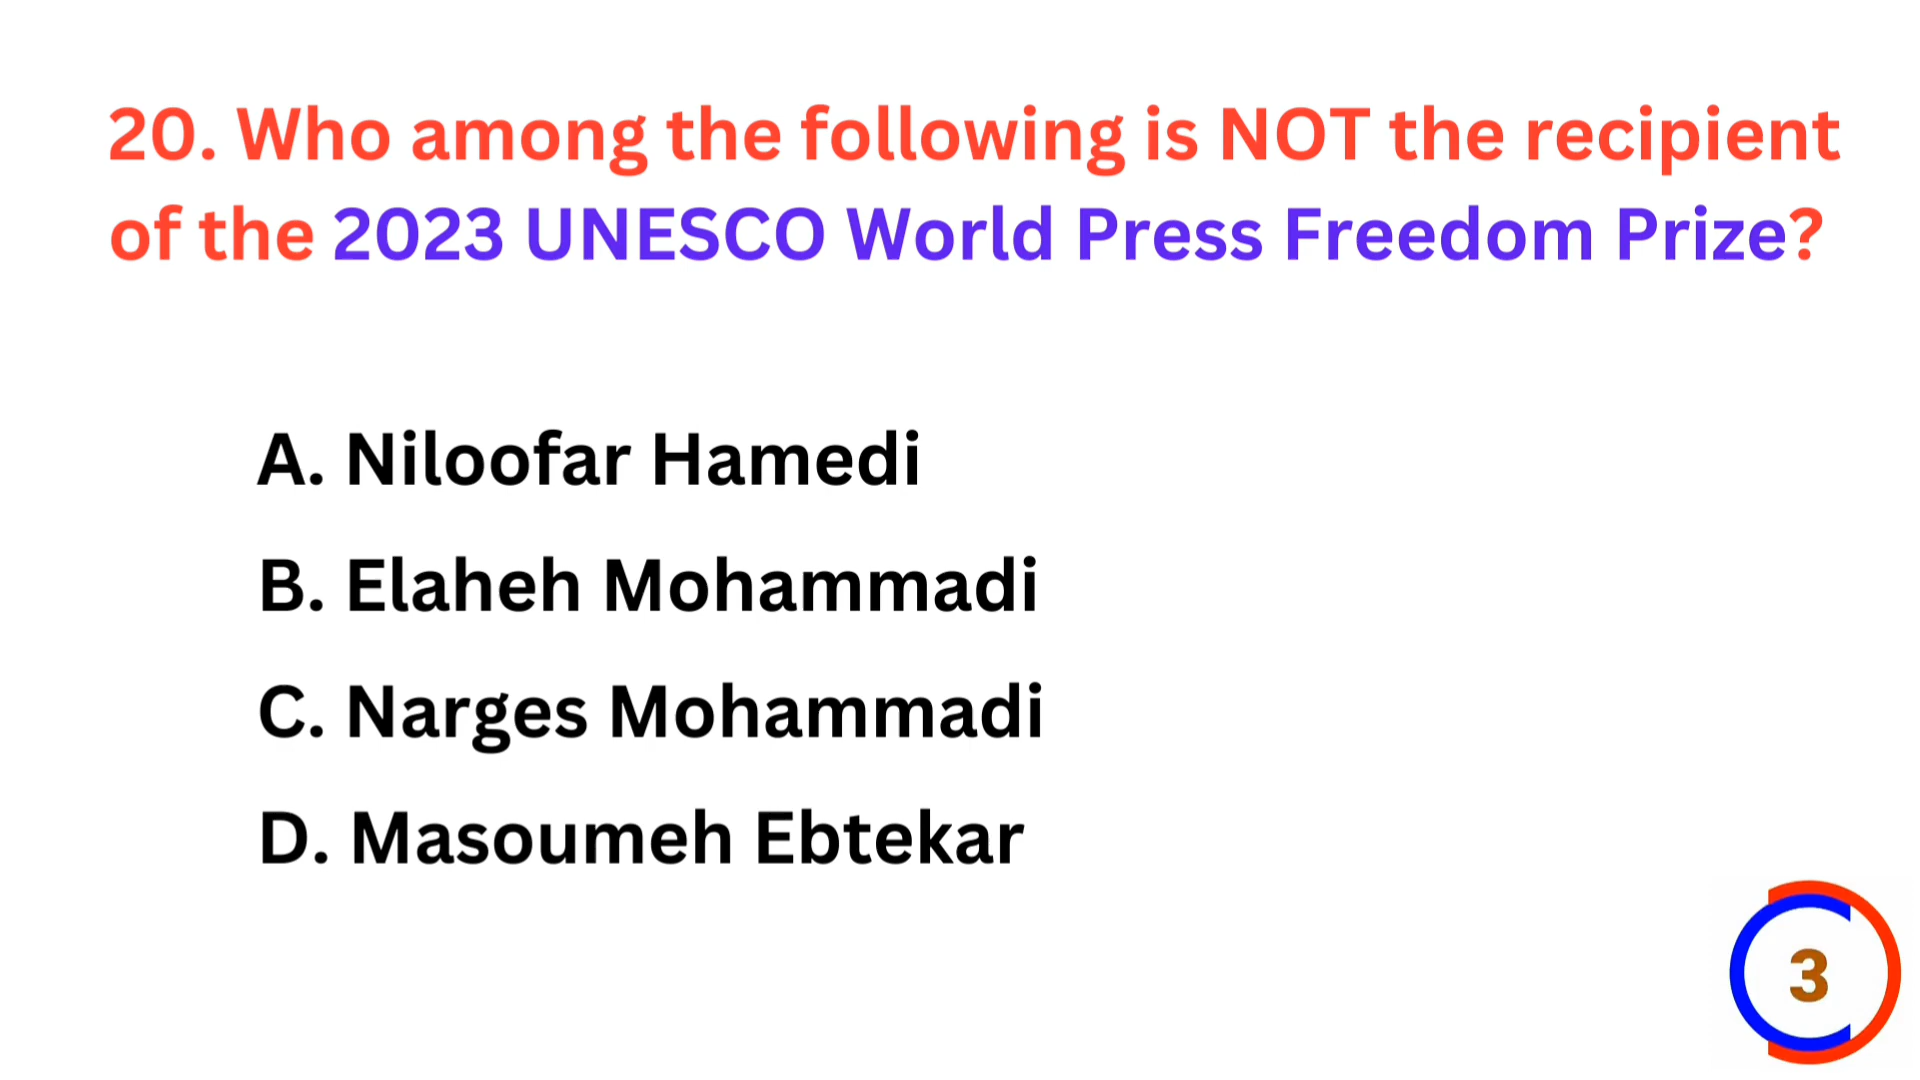 20. Who among the following is NOT the recipient
of the 2023 UNESCO World Press Freedom Prize?
A. Niloofar Hamedi
B. Elaheh Mohammadi
C. Narges Mohammadi
D. Masoumeh Ebtekar
3